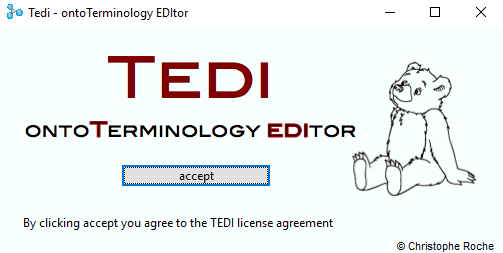 Tedi - ontoTerminology EDItor
TEDI
ONTOTERMINOLOGY EDITOR
accept
By clicking accept you agree to the TEDI license agreement
© Christophe Roche